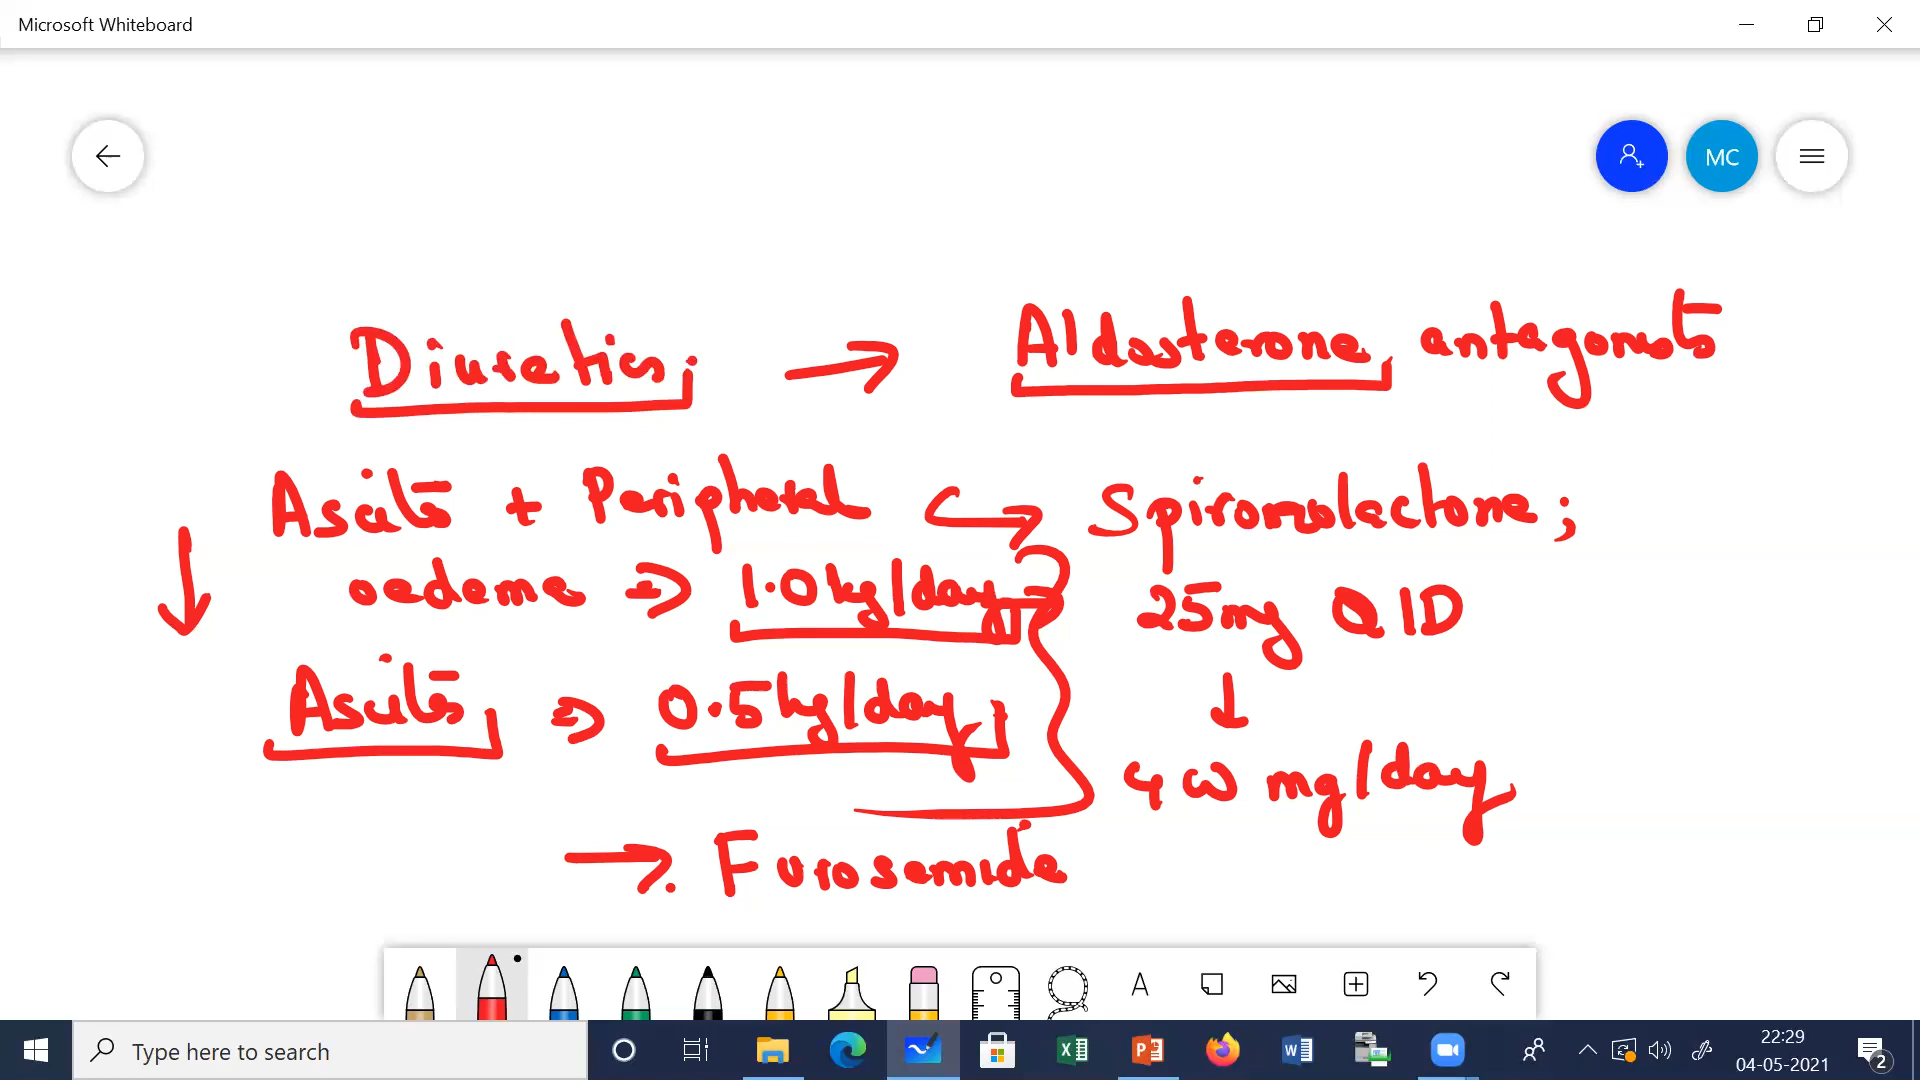 Microsoft Whiteboard
MC
Diuretics; → Aldosterone antagonists
Ascites + Peripheral
oedema ⇒ 1.0kg/day
Ascites ⇒ 0.5kg/day
→ Furosemide
Spironolactone;
25mg QID
↓
400 mg/day
A
Type here to search
22:29
04-05-2021
2